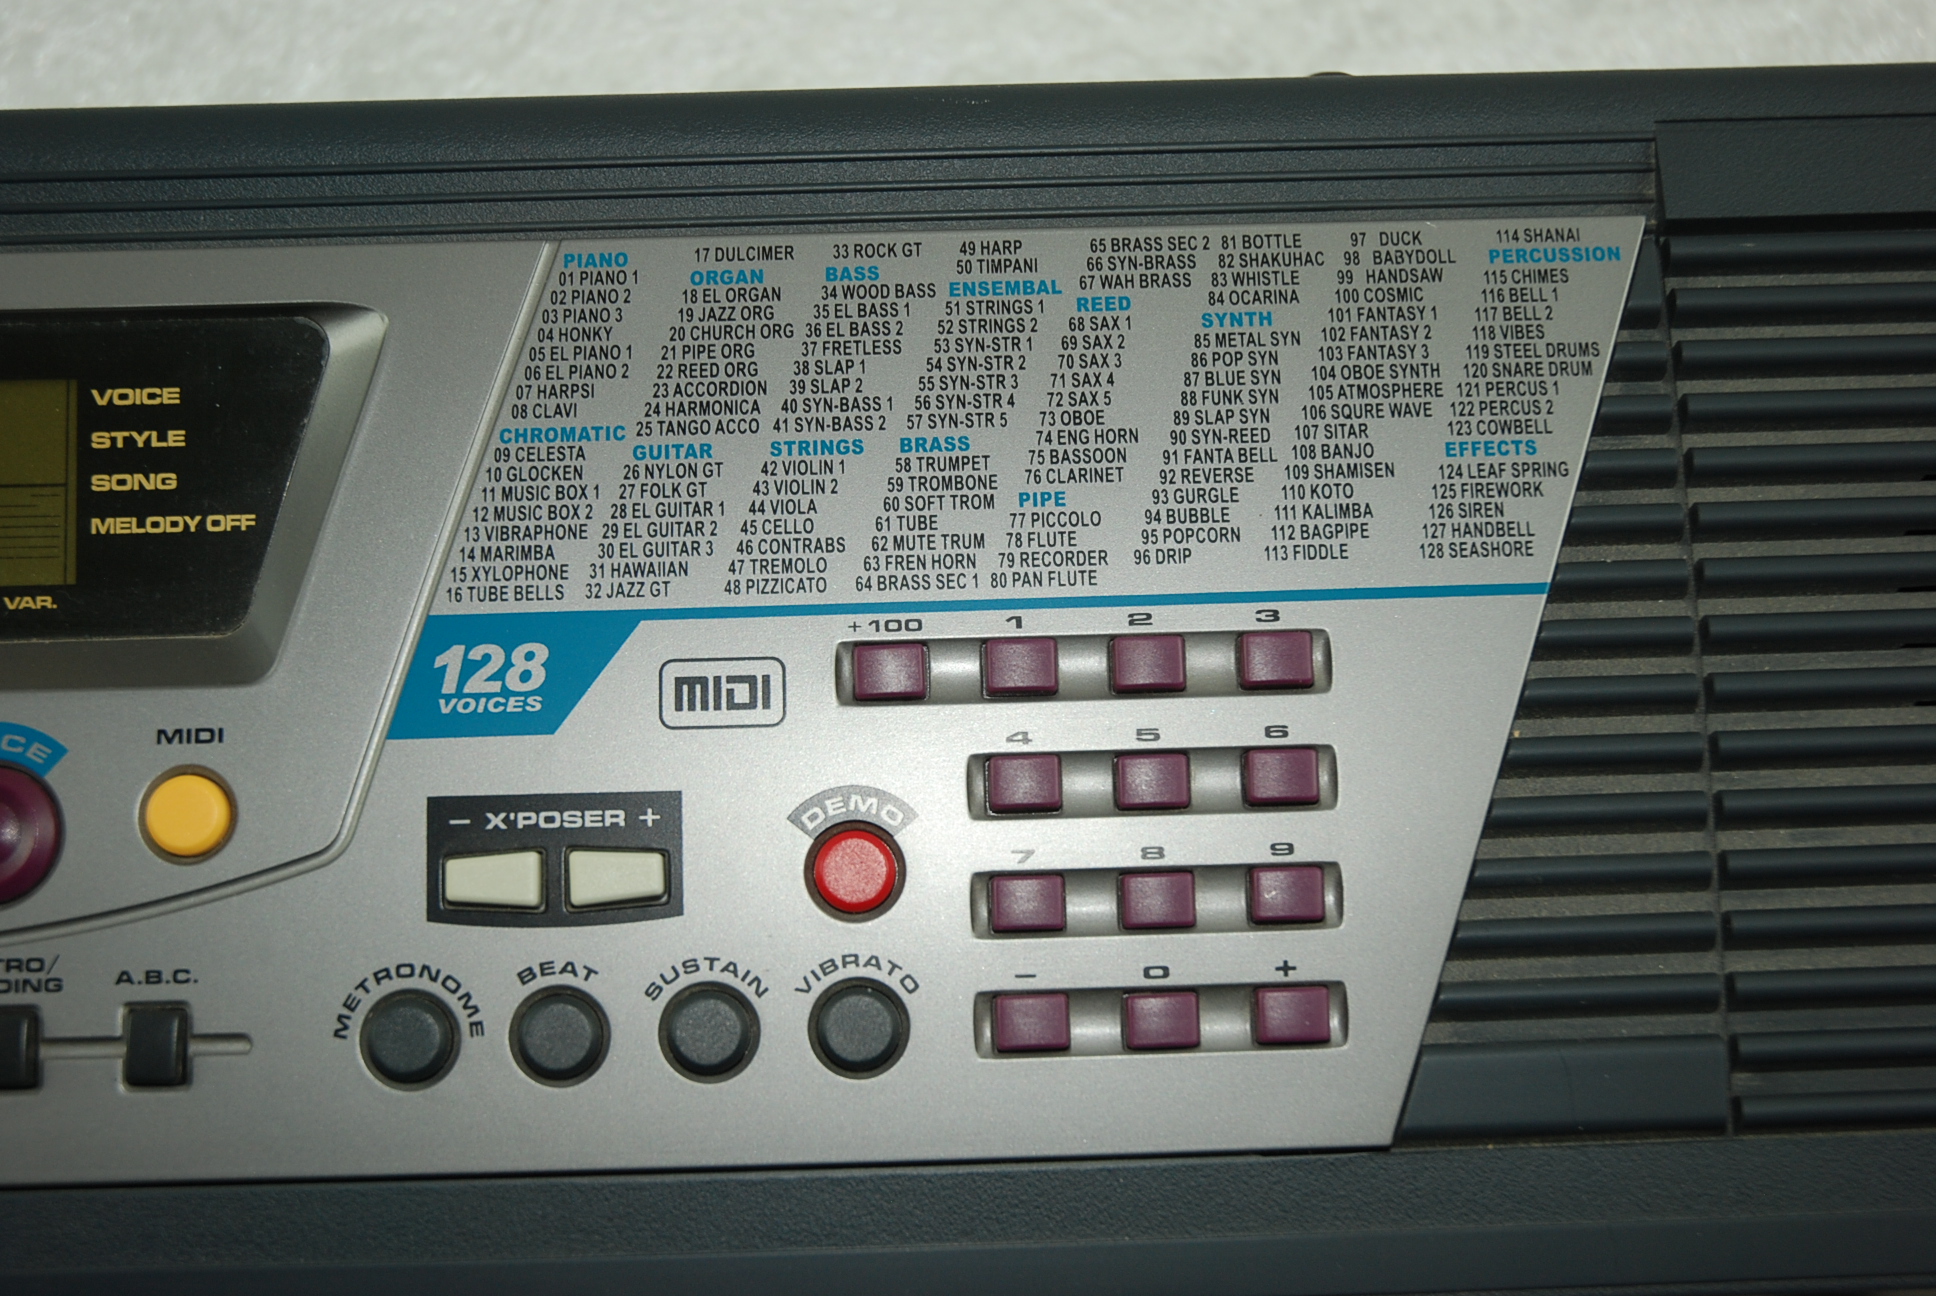 PIANO
01 PIANO 1
02 PIANO 2
03 PIANO 3
04 HONKY
05 EL PIANO 1
06 EL PIANO 2
07 HARPSI
08 CLAVI
CHROMATIC
09 CELESTA
10 GLOCKEN
11 MUSIC BOX 1
12 MUSIC BOX 2
13 VIBRAPHONE
14 MARIMBA
15 XYLOPHONE
16 TUBE BELLS
17 DULCIMER
ORGAN
18 EL ORGAN
19 JAZZ ORG
20 CHURCH ORG
21 PIPE ORG
22 REED ORG
23 ACCORDION
24 HARMONICA
25 TANGO ACCO
GUITAR
26 NYLON GT
27 FOLK GT
28 EL GUITAR 1
29 EL GUITAR 2
30 EL GUITAR 3
31 HAWAIIAN
32 JAZZ GT
33 ROCK GT
BASS
34 WOOD BASS
35 EL BASS 1
36 EL BASS 2
37 FRETLESS
38 SLAP 1
39 SLAP 2
40 SYN-BASS 1
41 SYN-BASS 2
STRINGS
42 VIOLIN 1
43 VIOLIN 2
44 VIOLA
45 CELLO
46 CONTRABS
47 TREMOLO
48 PIZZICATO
49 HARP
50 TIMPANI
ENSEMBAL
51 STRINGS 1
52 STRINGS 2
53 SYN-STR 1
54 SYN-STR 2
55 SYN-STR 3
56 SYN-STR 4
57 SYN-STR 5
BRASS
58 TRUMPET
59 TROMBONE
60 SOFT TROM
61 TUBE
62 MUTE TRUM
63 FREN HORN
64 BRASS SEC 1
65 BRASS SEC 2
66 SYN-BRASS
67 WAH BRASS
REED
68 SAX 1
69 SAX 2
70 SAX 3
71 SAX 4
72 SAX 5
73 OBOE
74 ENG HORN
75 BASSOON
76 CLARINET
PIPE
77 PICCOLO
78 FLUTE
79 RECORDER
80 PAN FLUTE
81 BOTTLE
82 SHAKUHAC
83 WHISTLE
84 OCARINA
SYNTH
85 METAL SYN
86 POP SYN
87 BLUE SYN
88 FUNK SYN
89 SLAP SYN
90 SYN-REED
91 FANTA BELL
92 REVERSE
93 GURGLE
94 BUBBLE
95 POPCORN
96 DRIP
97 DUCK
98 BABYDOLL
99 HANDSAW
100 COSMIC
101 FANTASY 1
102 FANTASY 2
103 FANTASY 3
104 OBOE SYNTH
105 ATMOSPHERE
106 SQURE WAVE
107 SITAR
108 BANJO
109 SHAMISEN
110 KOTO
111 KALIMBA
112 BAGPIPE
113 FIDDLE
114 SHANAI
PERCUSSION
115 CHIMES
116 BELL 1
117 BELL 2
118 VIBES
119 STEEL DRUMS
120 SNARE DRUM
121 PERCUS 1
122 PERCUS 2
123 COWBELL
EFFECTS
124 LEAF SPRING
125 FIREWORK
126 SIREN
127 HANDBELL
128 SEASHORE
VOICE
STYLE
SONG
MELODY OFF
VAR.
128
VOICES
MIDI
+100 1 2 3
4 5 6
7 8 9
- 0 +
CE
MIDI
- X'POSER +
DEMO
METRONOME
BEAT
SUSTAIN
VIBRATO
TRO/
DING
A.B.C.